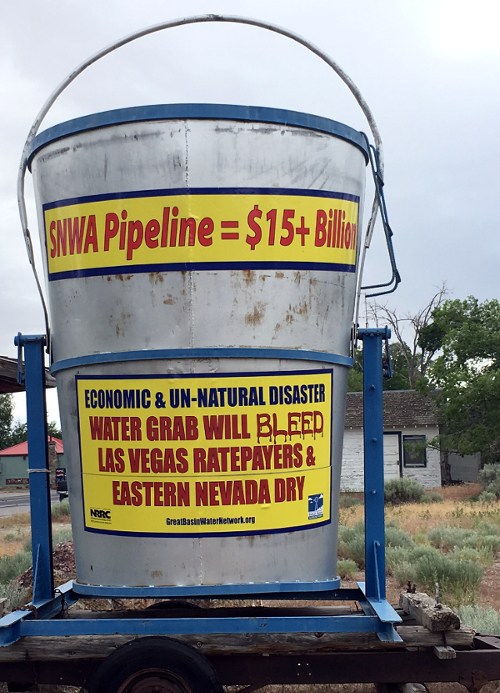 SNWA Pipeline = $15+ Billion
ECONOMIC & UN-NATURAL DISASTER
WATER GRAB WILL BLEED
LAS VEGAS RATEPAYERS &
EASTERN NEVADA DRY
GreatBasinWaterNetwork.org